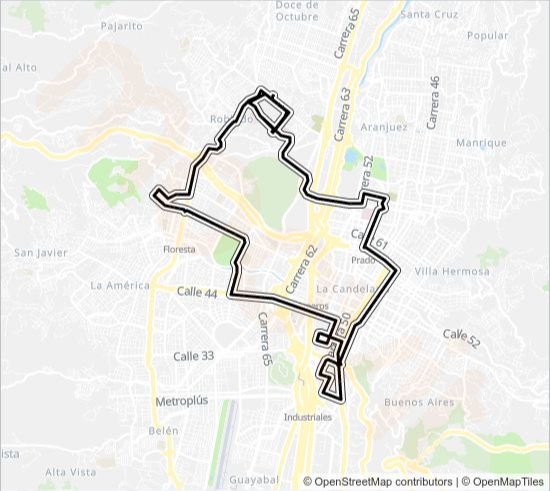 Doce de
Octubre
Carrera 65
Santa Cruz
Pajarito
Popular
al Alto
Carrera 46
Carrera 63
Aranjuez
Manrique
Carrera 52
Calle 61
San Javier
Floresta
Prado
Villa Hermosa
Carrera 62
La América
Calle 44
La Candela
Carrera 65
Calle 52
Calle 33
Metroplús
Buenos Aires
Industriales
Belén
Alta Vista
Guayabal
© OpenStreetMap contributors | © OpenMapTiles